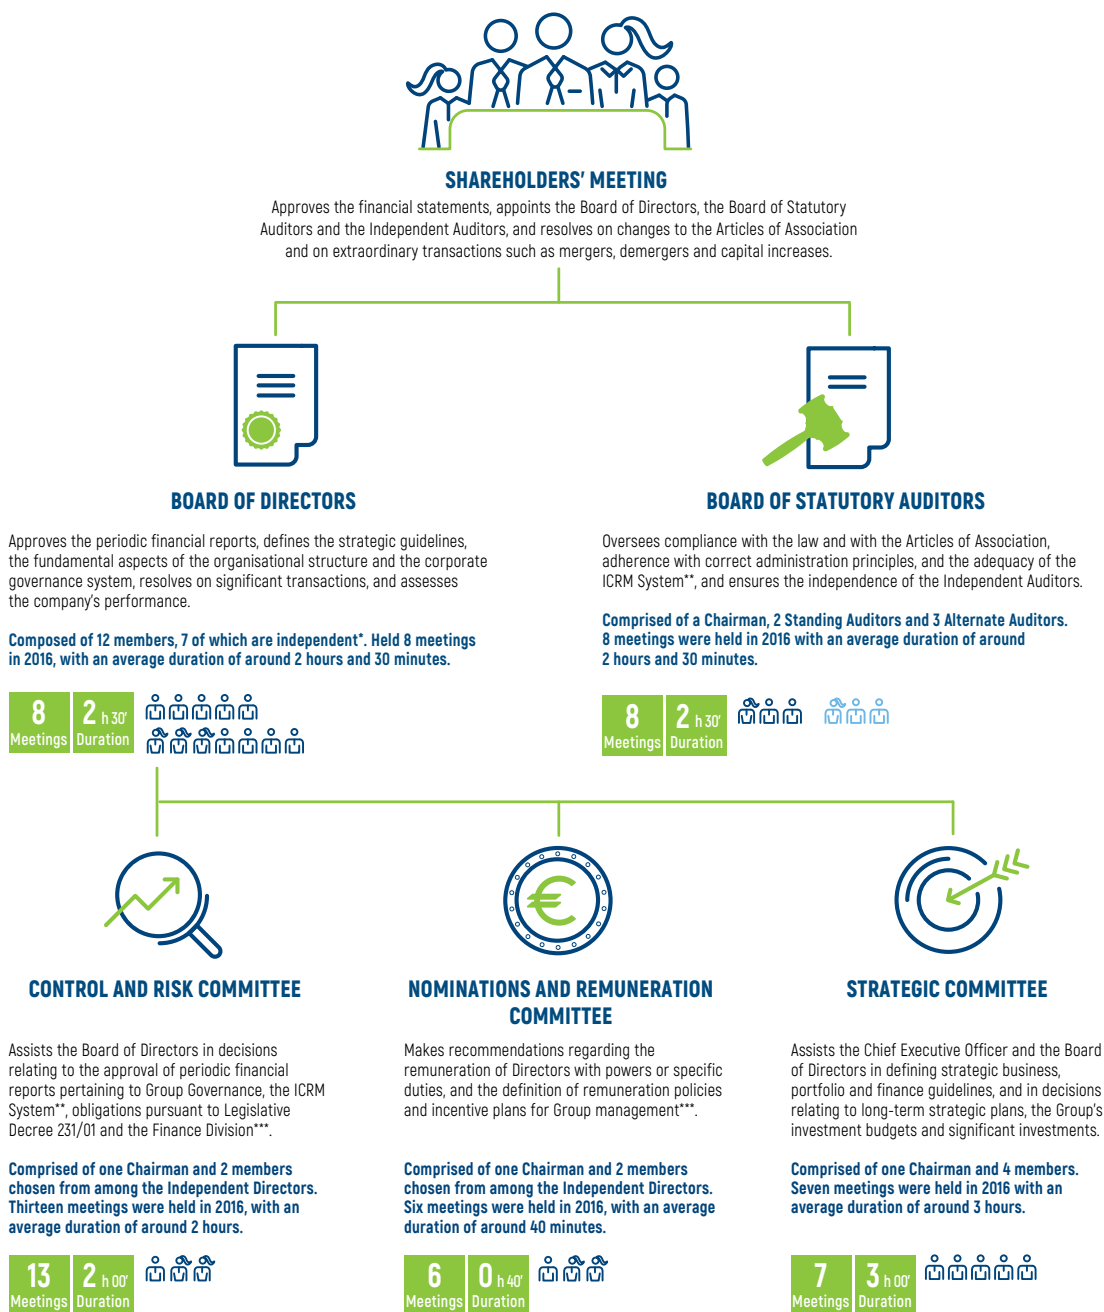 SHAREHOLDERS' MEETING
Approves the financial statements, appoints the Board of Directors, the Board of Statutory
Auditors and the Independent Auditors, and resolves on changes to the Articles of Association
and on extraordinary transactions such as mergers, demergers and capital increases.
BOARD OF DIRECTORS
Approves the periodic financial reports, defines the strategic guidelines,
the fundamental aspects of the organisational structure and the corporate
governance system, resolves on significant transactions, and assesses
the company's performance.
Composed of 12 members, 7 of which are independent*. Held 8 meetings
in 2016, with an average duration of around 2 hours and 30 minutes.
8 Meetings
2 h 30' Duration
BOARD OF STATUTORY AUDITORS
Oversees compliance with the law and with the Articles of Association,
adherence with correct administration principles, and the adequacy of the
ICRM System**, and ensures the independence of the Independent Auditors.
Comprised of a Chairman, 2 Standing Auditors and 3 Alternate Auditors.
8 meetings were held in 2016 with an average duration of around
2 hours and 30 minutes.
8 Meetings
2 h 30' Duration
CONTROL AND RISK COMMITTEE
Assists the Board of Directors in decisions
relating to the approval of periodic financial
reports pertaining to Group Governance, the ICRM
System**, obligations pursuant to Legislative
Decree 231/01 and the Finance Division***.
Comprised of one Chairman and 2 members
chosen from among the Independent Directors.
Thirteen meetings were held in 2016, with an
average duration of around 2 hours.
13 Meetings
2 h 00' Duration
NOMINATIONS AND REMUNERATION
COMMITTEE
Makes recommendations regarding the
remuneration of Directors with powers or specific
duties, and the definition of remuneration policies
and incentive plans for Group management***.
Comprised of one Chairman and 2 members
chosen from among the Independent Directors.
Six meetings were held in 2016, with an average
duration of around 40 minutes.
6 Meetings
0 h 40' Duration
STRATEGIC COMMITTEE
Assists the Chief Executive Officer and the Board
of Directors in defining strategic business,
portfolio and finance guidelines, and in decisions
relating to long-term strategic plans, the Group's
investment budgets and significant investments.
Comprised of one Chairman and 4 members.
Seven meetings were held in 2016 with an
average duration of around 3 hours.
7 Meetings
3 h 00' Duration